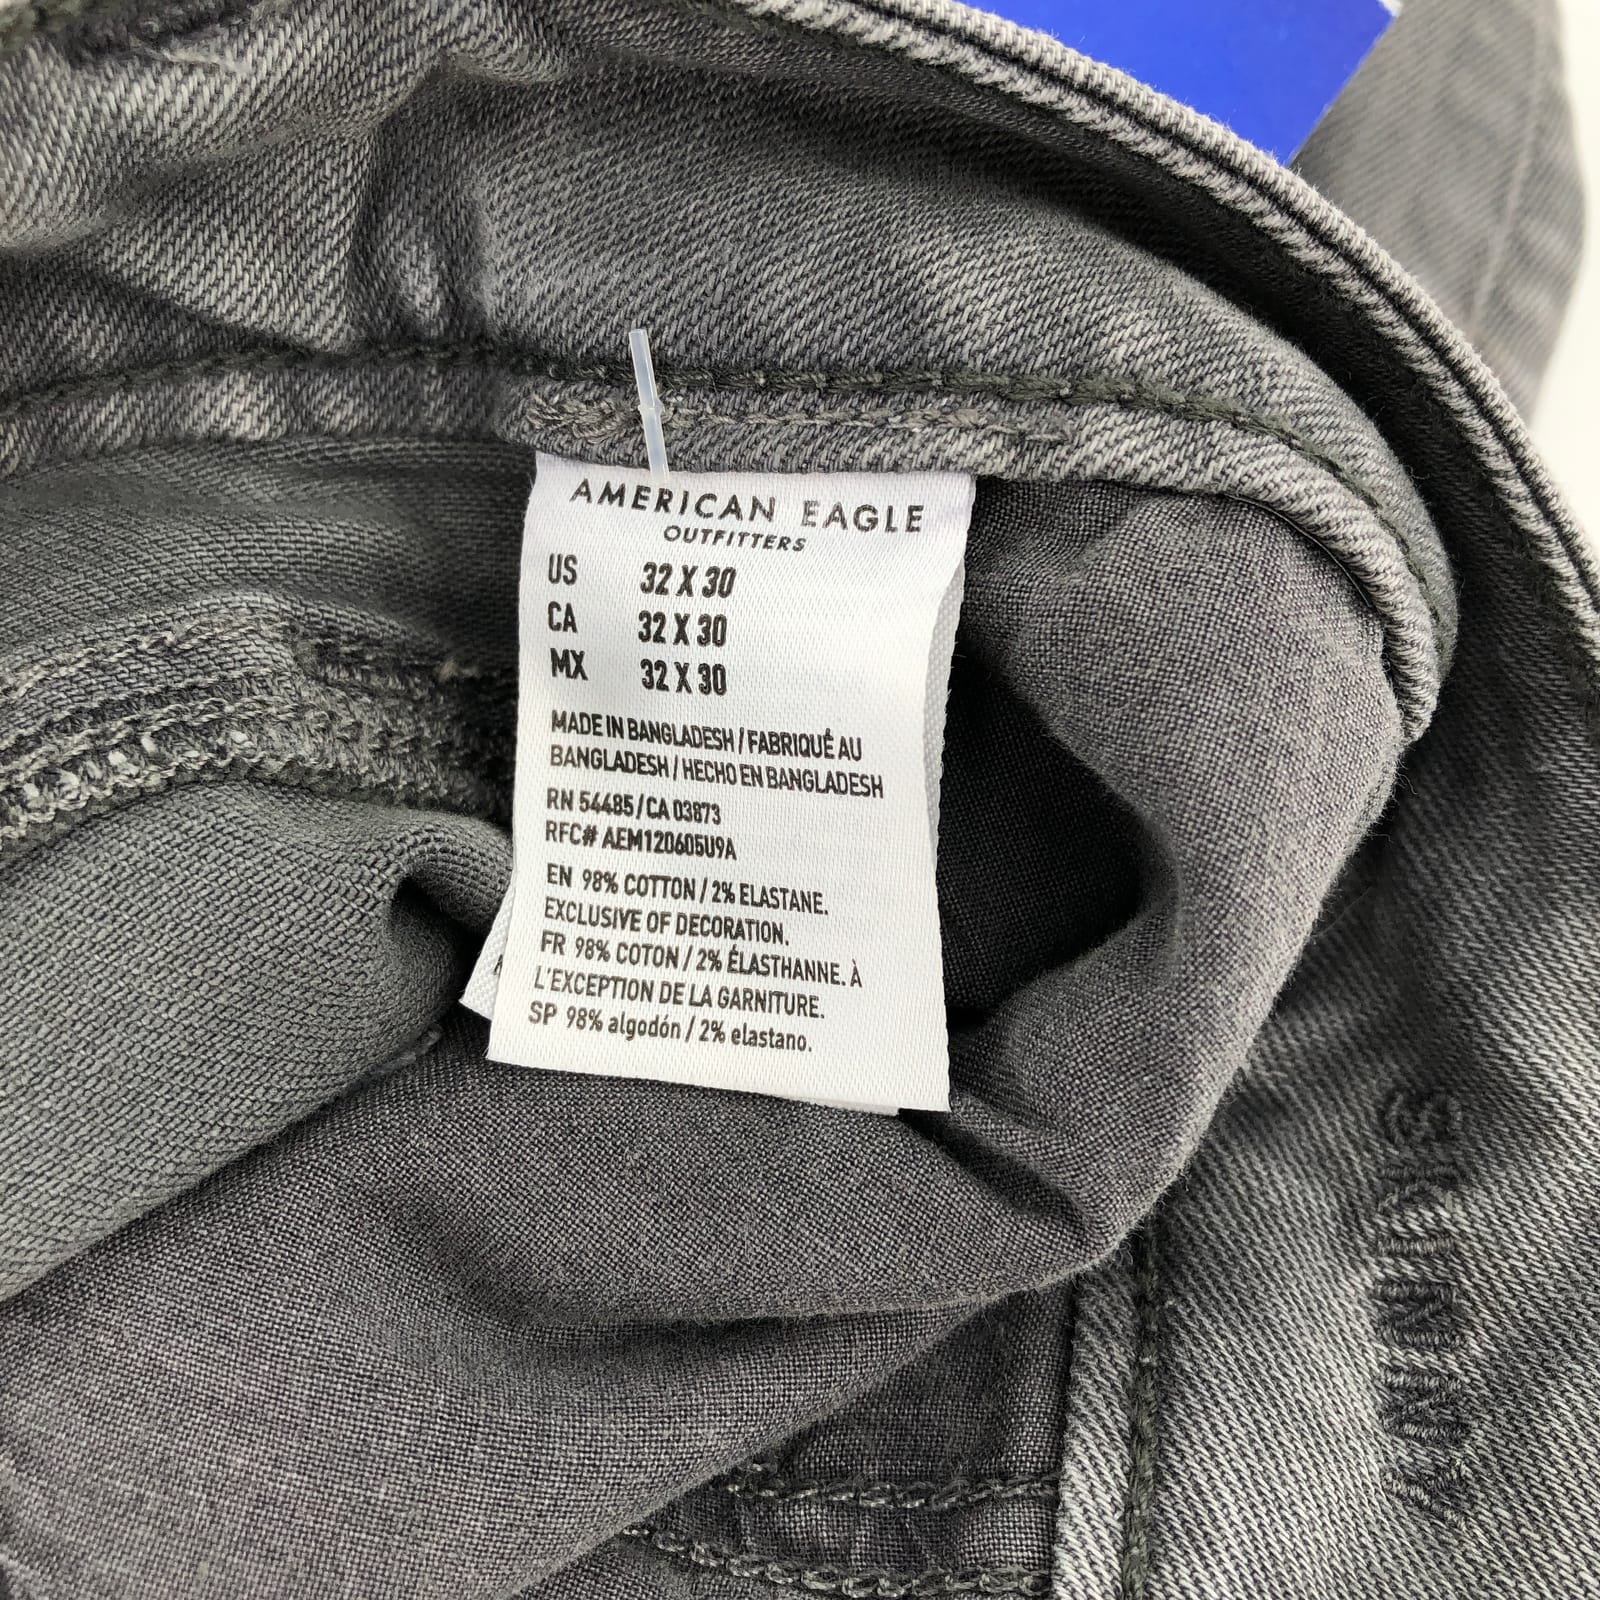 AMERICAN EAGLE
OUTFITTERS
US 32 X 30
CA 32 X 30
MX 32 X 30
MADE IN BANGLADESH / FABRIQUÉ AU
BANGLADESH / HECHO EN BANGLADESH
RN 54485 / CA 03873
RFC# AEM120605U9A
EN 98% COTTON / 2% ELASTANE.
EXCLUSIVE OF DECORATION.
FR 98% COTON / 2% ÉLASTHANNE. À
L'EXCEPTION DE LA GARNITURE.
SP 98% algodón / 2% elastano.